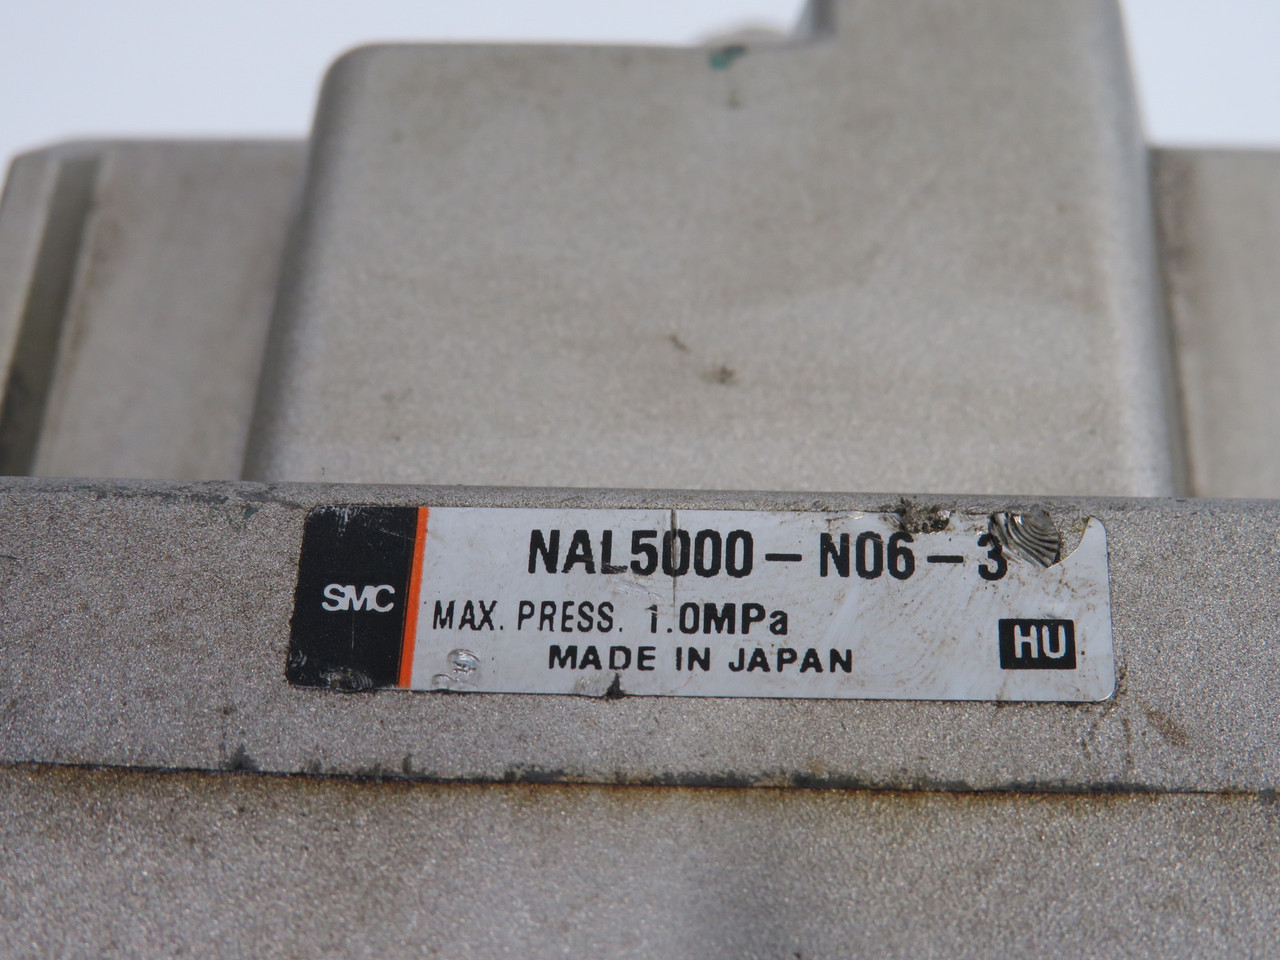 NAL5000-N06-3
SMC
MAX. PRESS. 1.0MPa
MADE IN JAPAN
HU